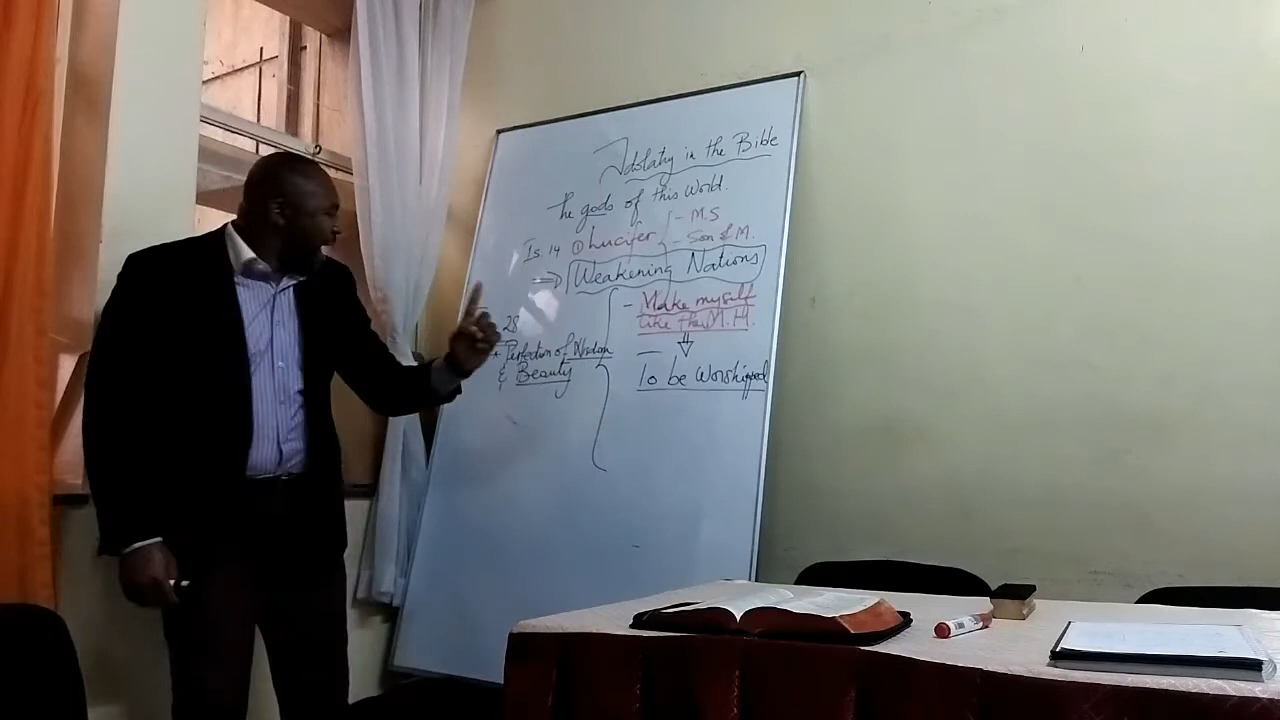 Idolatry in the Bible
The gods of this World.
Is. 14 ① Lucifer { - M.S
- Son of M.
⇒ Weakening Nations
- Make myself
like the M.H.
28
* Perfection of Wisdom
& Beauty
To be Worshipped